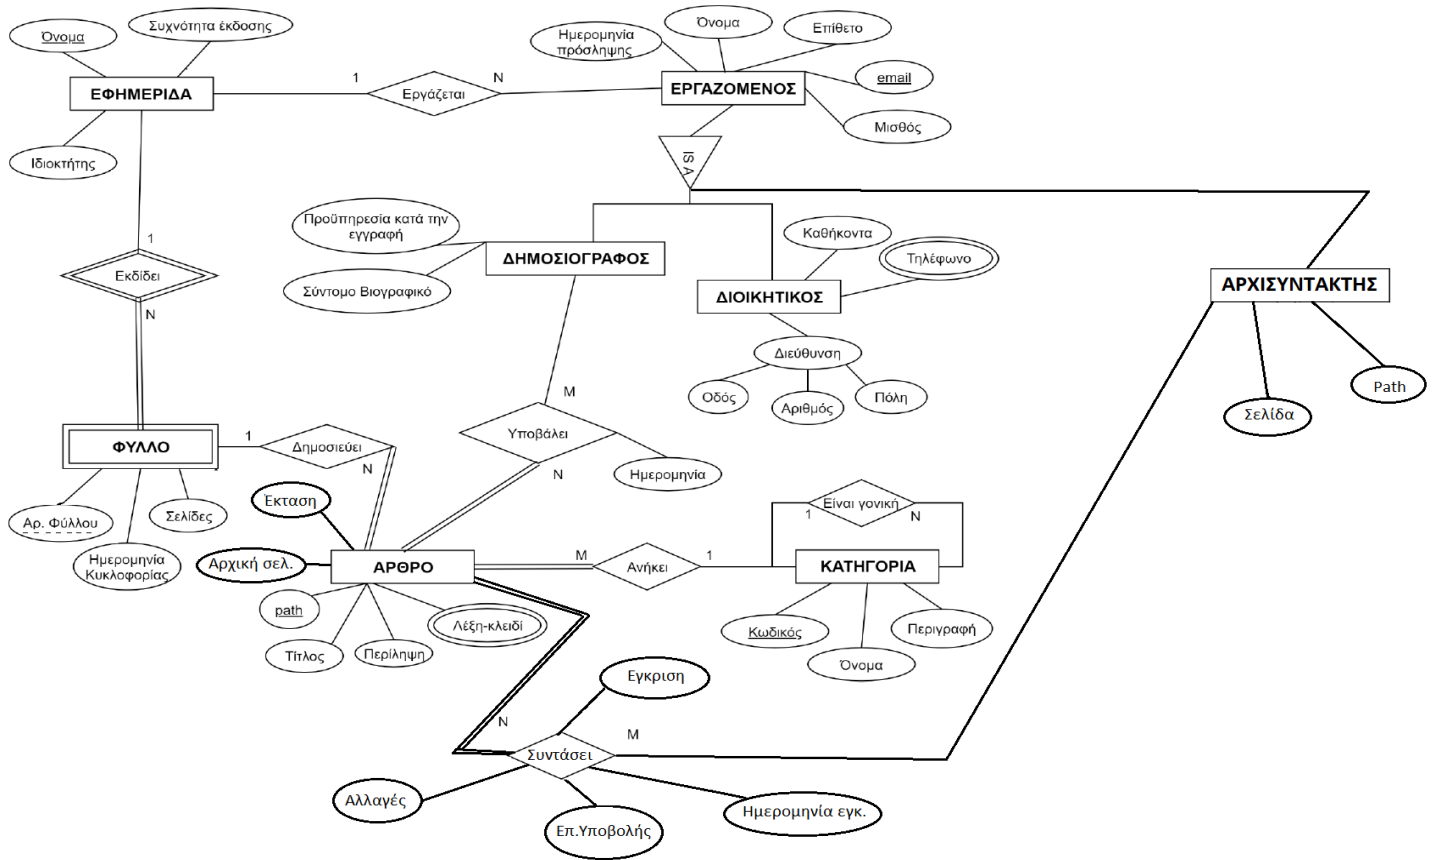 Όνομα
Συχνότητα έκδοσης
ΕΦΗΜΕΡΙΔΑ
Ιδιοκτήτης
1
Εργάζεται
N
Ημερομηνία
πρόσληψης
Όνομα
Επίθετο
email
ΕΡΓΑΖΟΜΕΝΟΣ
Μισθός
IS A
1
Εκδίδει
N
Προϋπηρεσία κατά την
εγγραφή
Σύντομο Βιογραφικό
ΔΗΜΟΣΙΟΓΡΑΦΟΣ
Καθήκοντα
Τηλέφωνο
ΔΙΟΙΚΗΤΙΚΟΣ
Διεύθυνση
Οδός
Αριθμός
Πόλη
ΑΡΧΙΣΥΝΤΑΚΤΗΣ
Σελίδα
Path
ΦΥΛΛΟ
1
Δημοσιεύει
N
Αρ. Φύλλου
Σελίδες
Ημερομηνία
Κυκλοφορίας
M
Υποβάλει
N
Ημερομηνία
Έκταση
Αρχική σελ.
ΑΡΘΡΟ
path
Τίτλος
Περίληψη
Λέξη-κλειδί
M
Ανήκει
1
Είναι γονική
1
N
ΚΑΤΗΓΟΡΙΑ
Κωδικός
Όνομα
Περιγραφή
Εγκριση
N
Συντάσει
M
Αλλαγές
Επ.Υποβολής
Ημερομηνία εγκ.